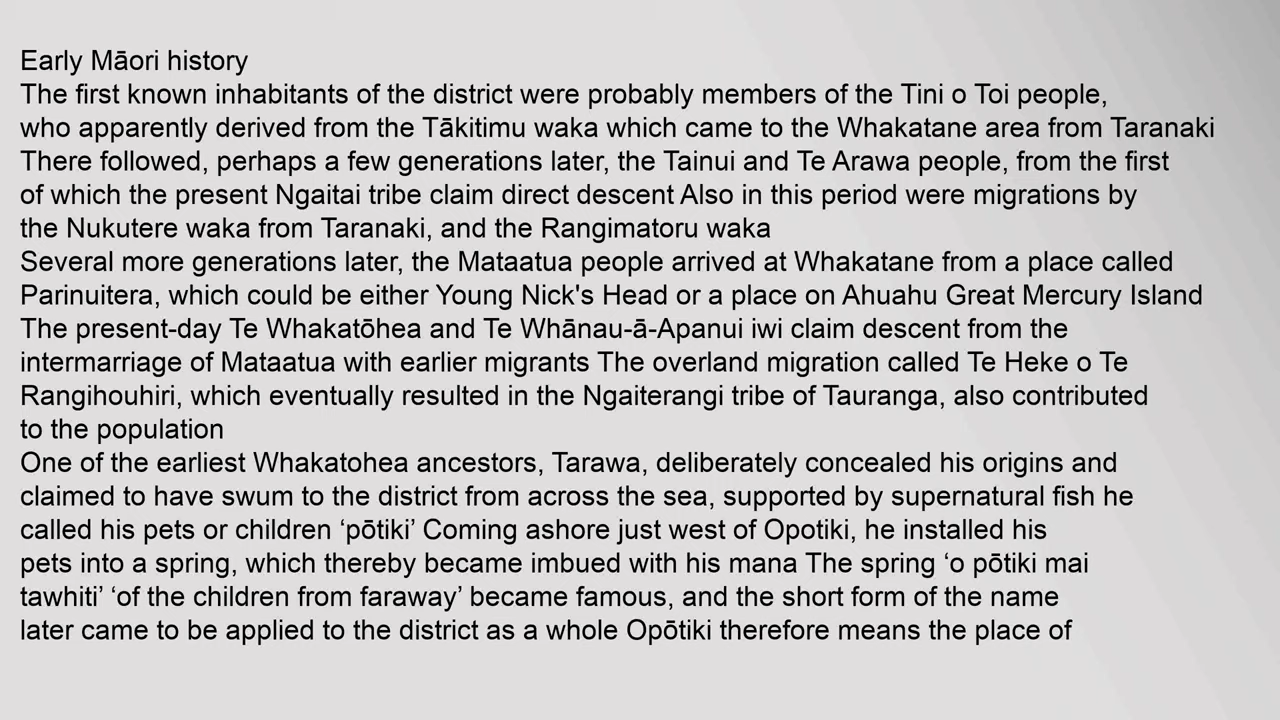 Early Māori history
The first known inhabitants of the district were probably members of the Tini o Toi people,
who apparently derived from the Tākitimu waka which came to the Whakatane area from Taranaki
There followed, perhaps a few generations later, the Tainui and Te Arawa people, from the first
of which the present Ngaitai tribe claim direct descent Also in this period were migrations by
the Nukutere waka from Taranaki, and the Rangimatoru waka
Several more generations later, the Mataatua people arrived at Whakatane from a place called
Parinuitera, which could be either Young Nick's Head or a place on Ahuahu Great Mercury Island
The present-day Te Whakatōhea and Te Whānau-ā-Apanui iwi claim descent from the
intermarriage of Mataatua with earlier migrants The overland migration called Te Heke o Te
Rangihouhiri, which eventually resulted in the Ngaiterangi tribe of Tauranga, also contributed
to the population
One of the earliest Whakatohea ancestors, Tarawa, deliberately concealed his origins and
claimed to have swum to the district from across the sea, supported by supernatural fish he
called his pets or children ‘pōtiki’ Coming ashore just west of Opotiki, he installed his
pets into a spring, which thereby became imbued with his mana The spring ‘o pōtiki mai
tawhiti’ ‘of the children from faraway’ became famous, and the short form of the name
later came to be applied to the district as a whole Opōtiki therefore means the place of